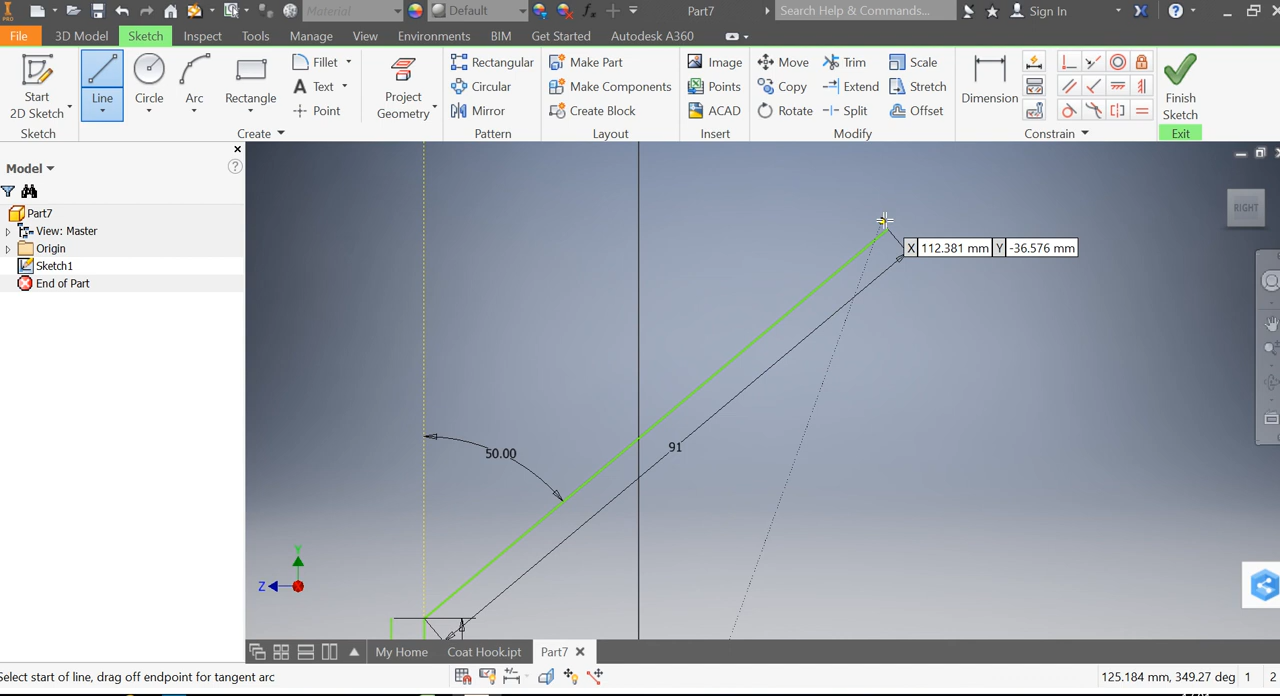 Material
Default
Part7
Search Help & Commands...
Sign In
File
3D Model
Sketch
Inspect
Tools
Manage
View
Environments
BIM
Get Started
Autodesk A360
Start
2D Sketch
Line
Circle
Arc
Rectangle
Fillet
Text
Point
Project
Geometry
Rectangular
Circular
Mirror
Make Part
Make Components
Create Block
Image
Points
ACAD
Move
Copy
Rotate
Trim
Extend
Split
Scale
Stretch
Offset
Dimension
Finish
Sketch
Sketch
Create
Pattern
Layout
Insert
Modify
Constrain
Exit
Model
Part7
View: Master
Origin
Sketch1
End of Part
RIGHT
X 112.381 mm Y -36.576 mm
91
50.00
Y
Z
My Home
Coat Hook.ipt
Part7
Select start of line, drag off endpoint for tangent arc
125.184 mm, 349.27 deg 1 2